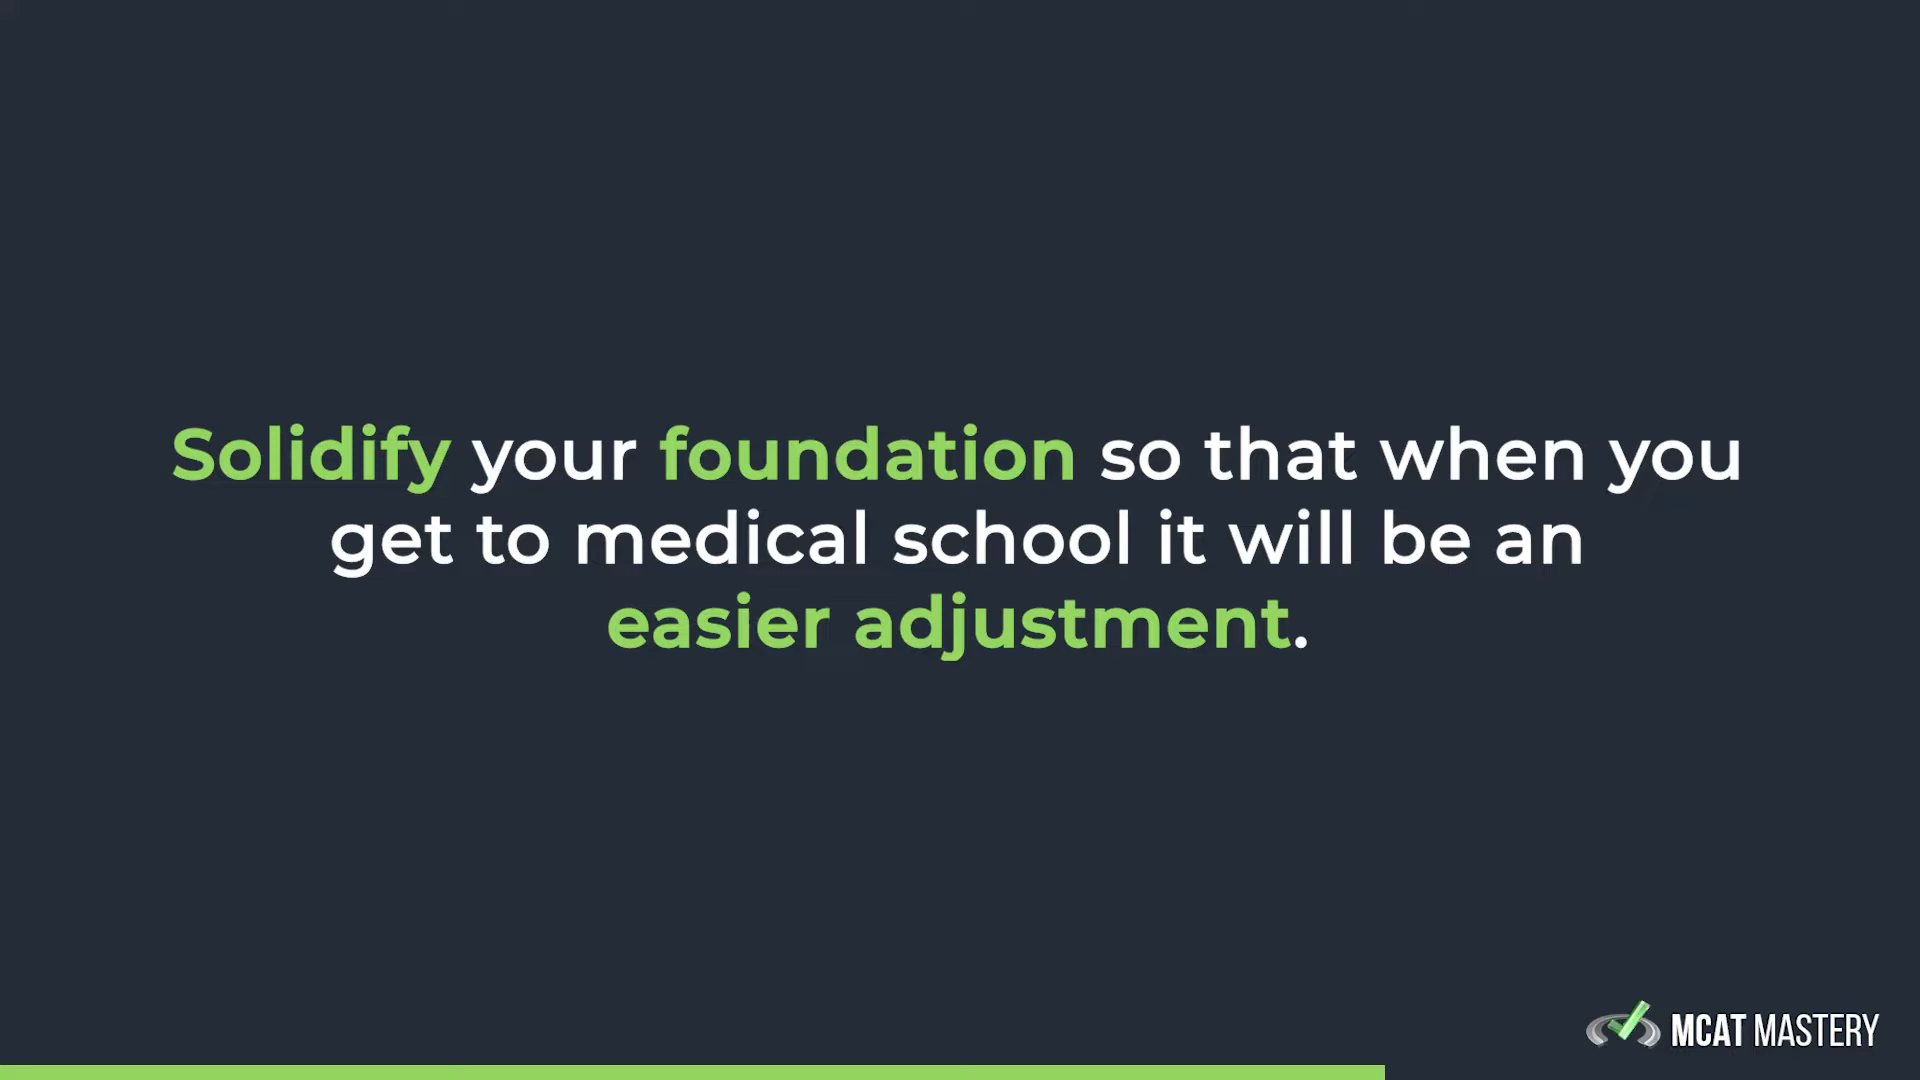 Solidify your foundation so that when you
get to medical school it will be an
easier adjustment.
MCAT MASTERY